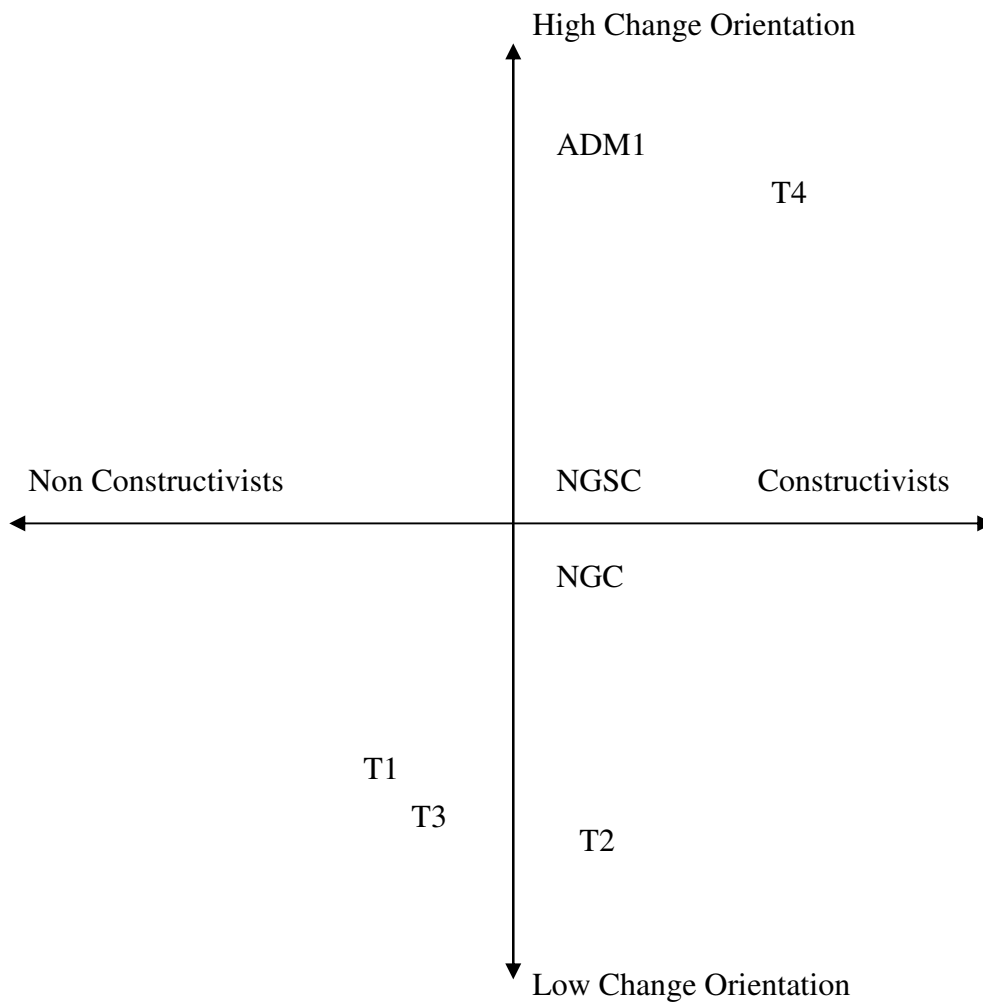 High Change Orientation
ADM1
T4
Non Constructivists NGSC Constructivists
NGC
T1
T3
T2
Low Change Orientation